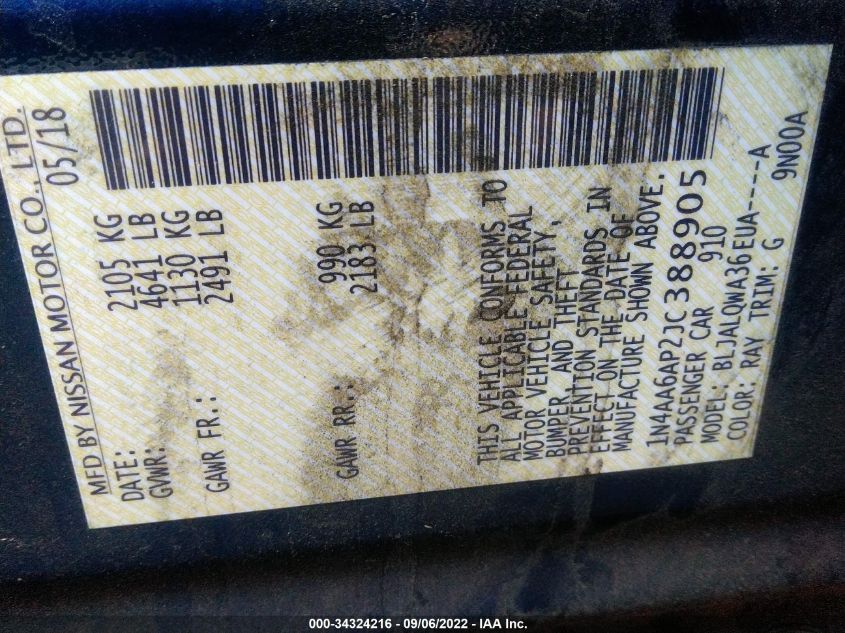 MFD BY NISSAN MOTOR CO., LTD.
DATE: 05/18
GVWR: 2105 KG
4641 LB
GAWR FR.: 1130 KG
2491 LB
GAWR RR.: 990 KG
2183 LB
THIS VEHICLE CONFORMS TO
ALL APPLICABLE FEDERAL
MOTOR VEHICLE SAFETY,
BUMPER, AND THEFT
PREVENTION STANDARDS IN
EFFECT ON THE DATE OF
MANUFACTURE SHOWN ABOVE.
1N4AA6AP2JC388905
PASSENGER CAR 910
MODEL: BLJALQWA36EUA-----A
COLOR: RAY TRIM: G 9N00A
000-34324216 - 09/06/2022 - IAA Inc.